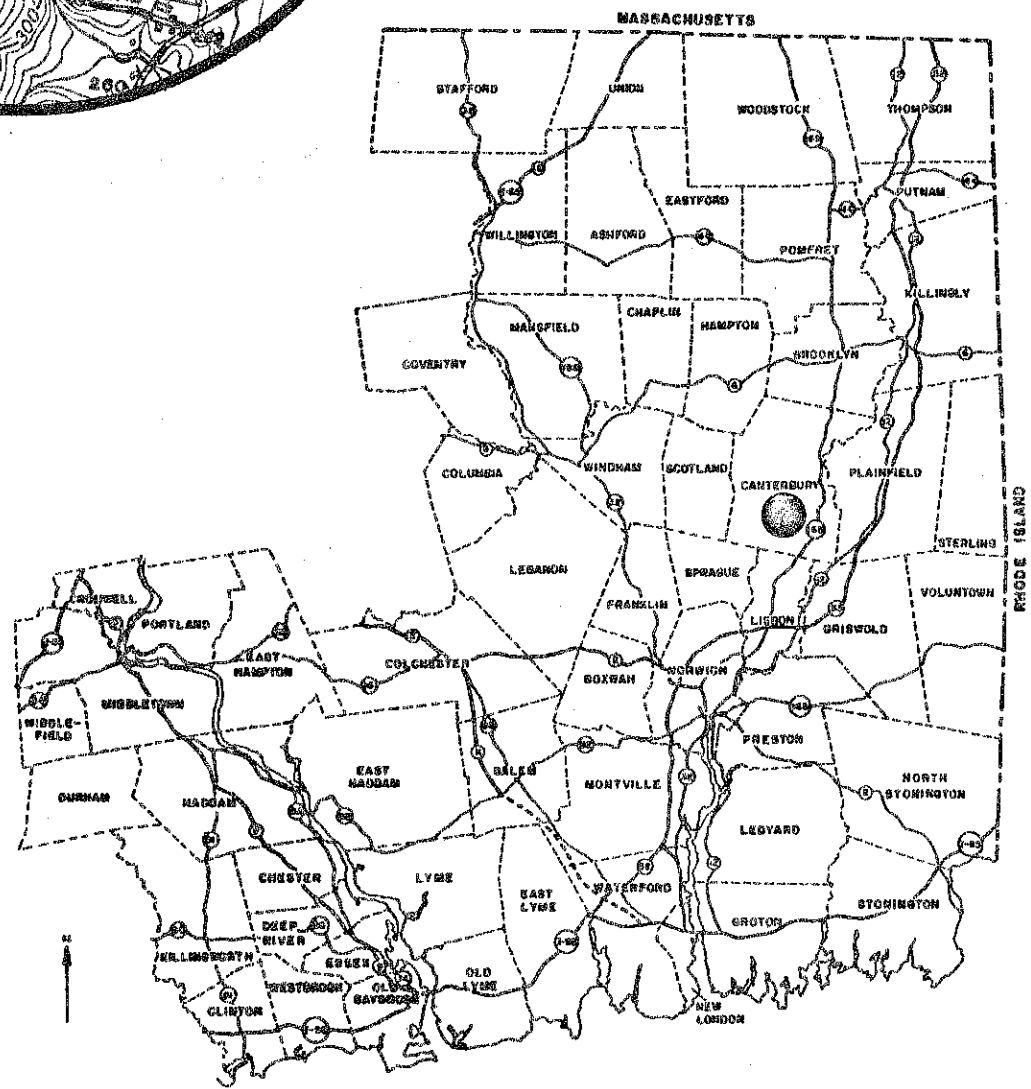 MASSACHUSETTS
300
260
STAFFORD
UNION
WOODSTOCK
THOMPSON
PUTNAM
EASTFORD
WILLINGTON
ASHFORD
POMFRET
KILLINGLY
CHAPLIN
MANSFIELD
HAMPTON
BROOKLYN
COVENTRY
COLUMBIA
WINDHAM
SCOTLAND
CANTERBURY
PLAINFIELD
RHODE ISLAND
STERLING
LEBANON
SPRAGUE
FRANKLIN
VOLUNTOWN
LISBON
GRISWOLD
CROMWELL
PORTLAND
EAST
HAMPTON
COLCHESTER
BOZRAH
NORWICH
MIDDLETOWN
MIDDLE-
FIELD
PRESTON
EAST
HADDAM
SALEM
MONTVILLE
NORTH
STONINGTON
DURHAM
HADDAM
LEDYARD
CHESTER
LYME
EAST
LYME
WATERFORD
STONINGTON
GROTON
DEEP
RIVER
KILLINGWORTH
ESSEX
WESTBROOK
OLD
SAYBROOK
OLD
LYME
CLINTON
NEW
LONDON
N